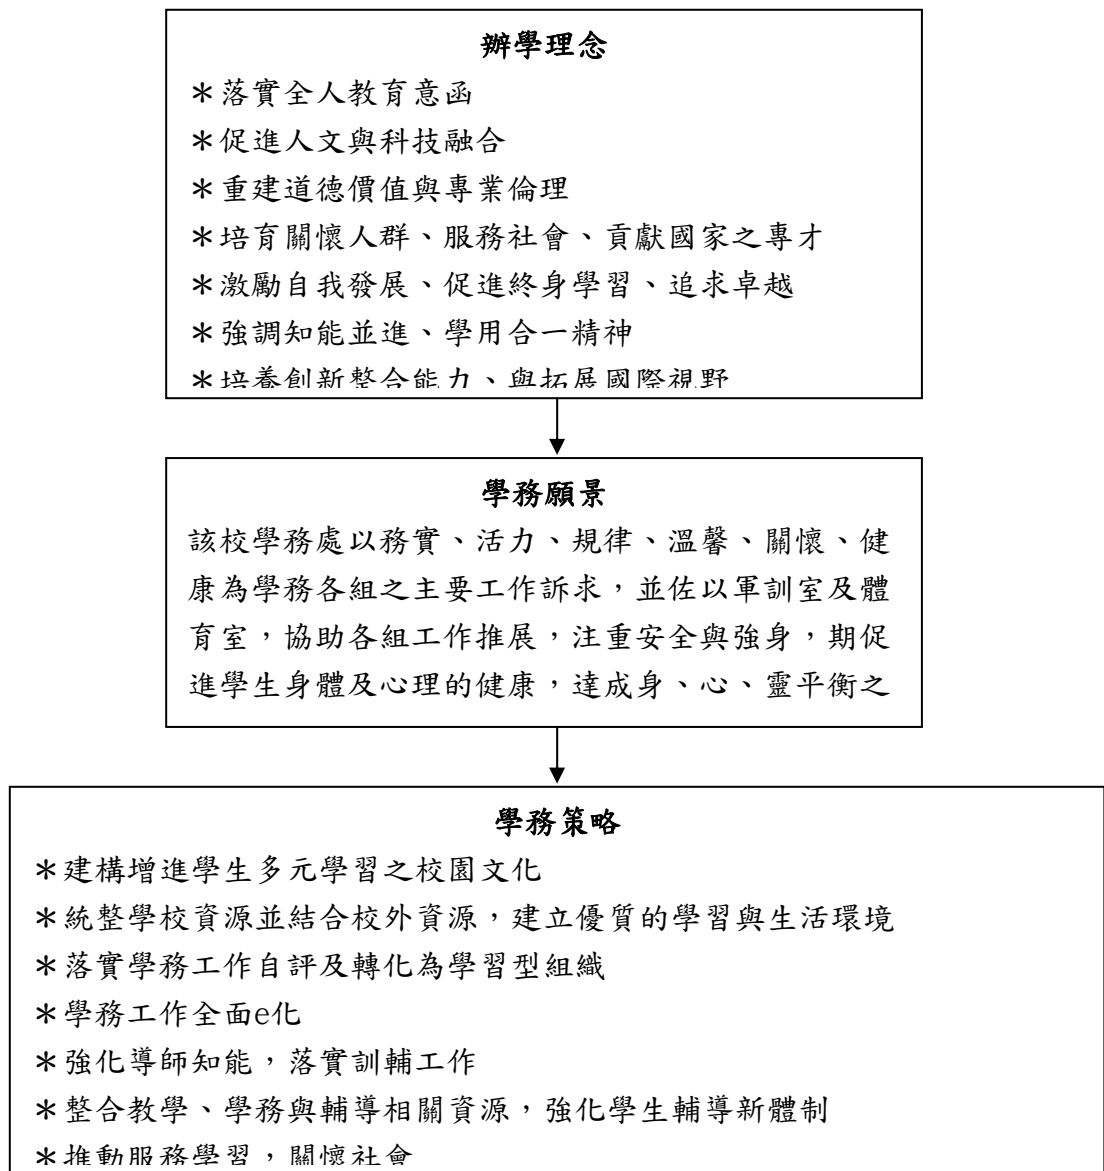 辦學理念
＊落實全人教育意函
＊促進人文與科技融合
＊重建道德價值與專業倫理
＊培育關懷人群、服務社會、貢獻國家之專才
＊激勵自我發展、促進終身學習、追求卓越
＊強調知能並進、學用合一精神
＊培養創新整合能力、與拓展國際視野
學務願景
該校學務處以務實、活力、規律、溫馨、關懷、健
康為學務各組之主要工作訴求，並佐以軍訓室及體
育室，協助各組工作推展，注重安全與強身，期促
進學生身體及心理的健康，達成身、心、靈平衡之
學務策略
＊建構增進學生多元學習之校園文化
＊統整學校資源並結合校外資源，建立優質的學習與生活環境
＊落實學務工作自評及轉化為學習型組織
＊學務工作全面e化
＊強化導師知能，落實訓輔工作
＊整合教學、學務與輔導相關資源，強化學生輔導新體制
＊推動服務學習，關懷社會